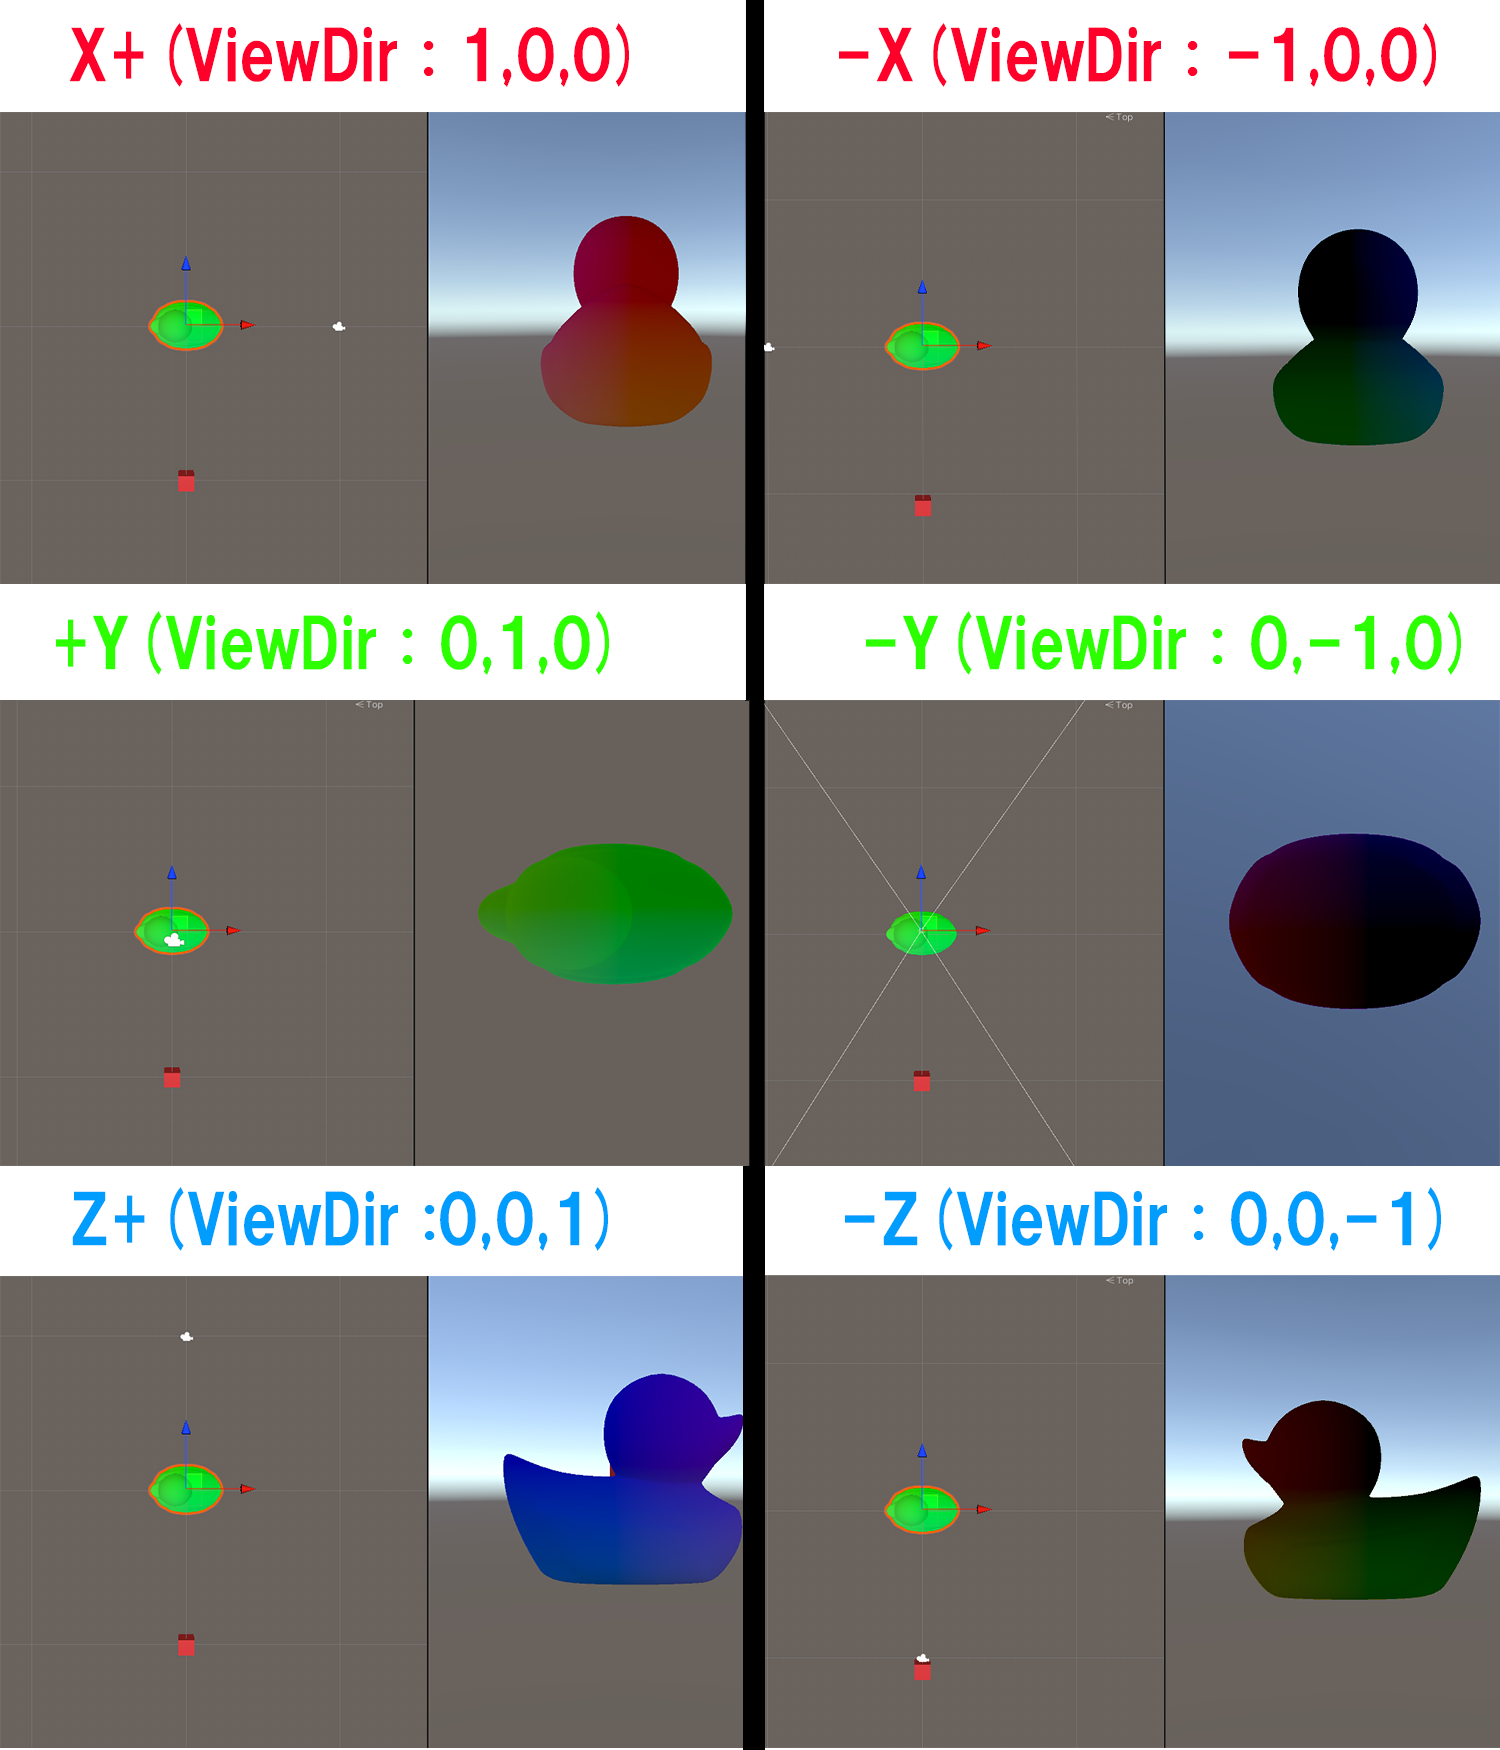 X+(ViewDir : 1,0,0)
-X(ViewDir : -1,0,0)
<Top
+Y(ViewDir : 0,1,0)
-Y(ViewDir : 0,-1,0)
<Top
<Top
Z+(ViewDir :0,0,1)
-Z(ViewDir : 0,0,-1)
<Top